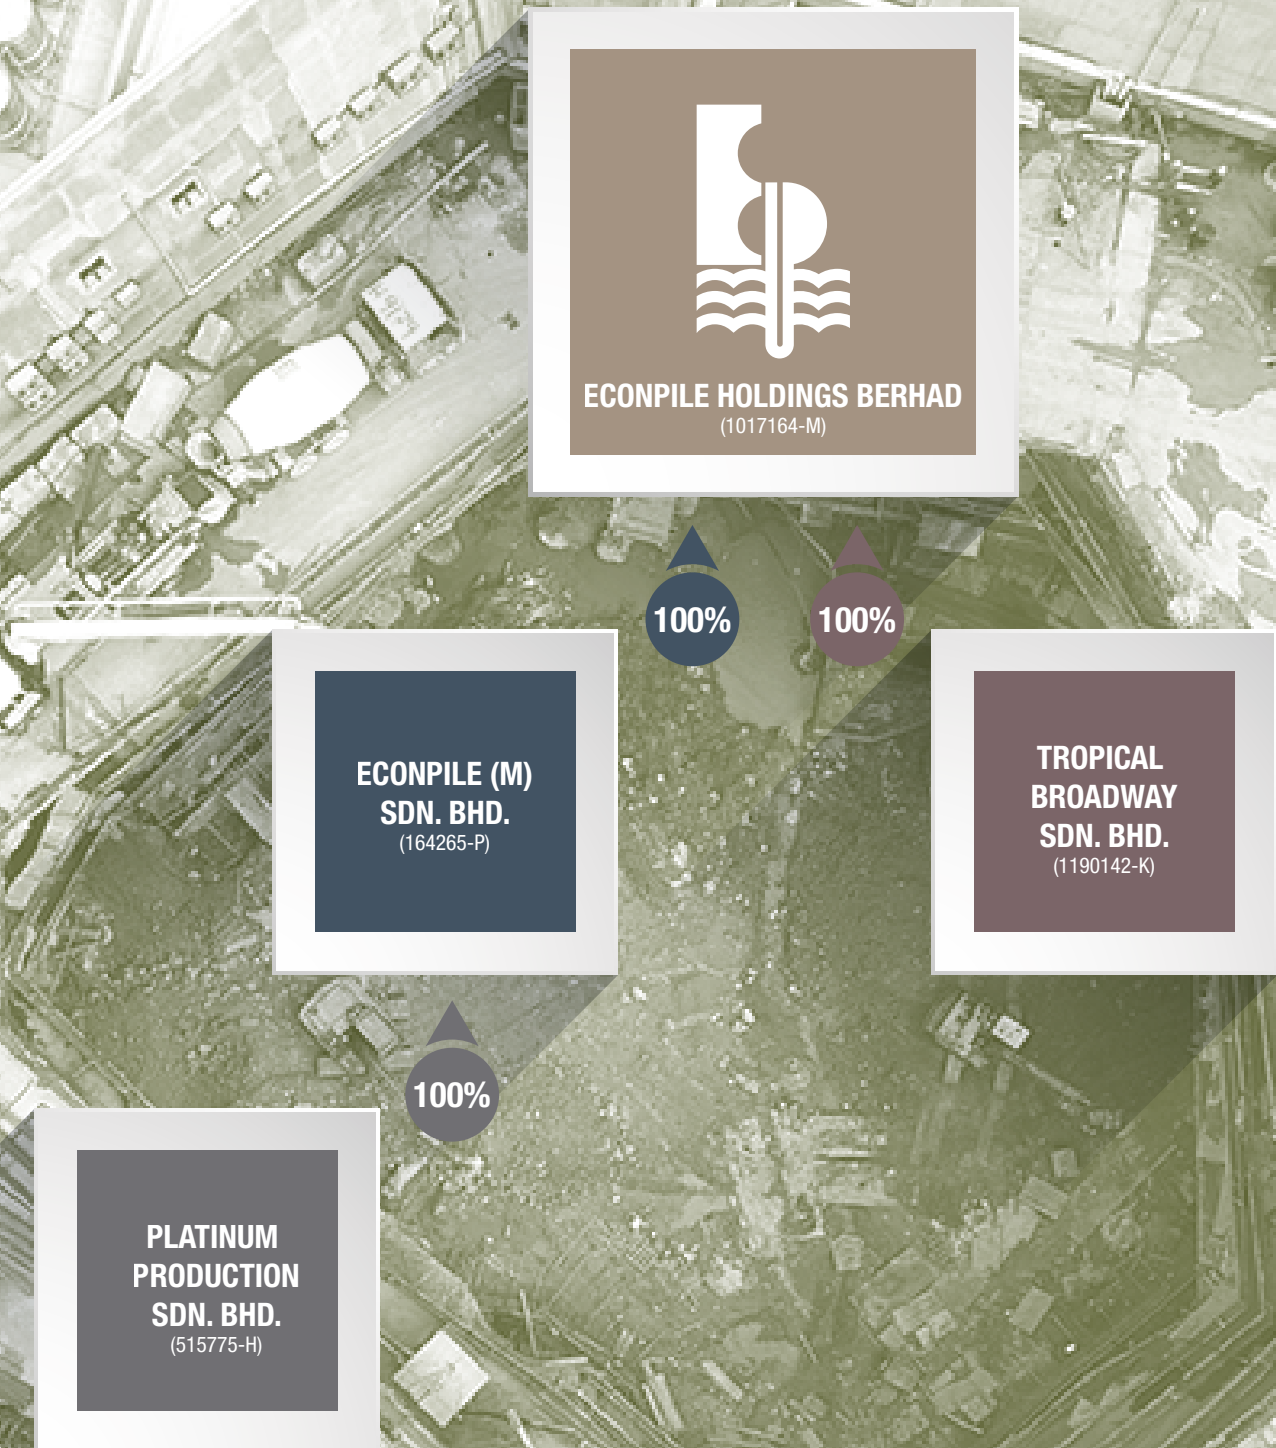 ECONPILE HOLDINGS BERHAD
(1017164-M)
100%
100%
ECONPILE (M)
SDN. BHD.
(164265-P)
TROPICAL
BROADWAY
SDN. BHD.
(1190142-K)
100%
PLATINUM
PRODUCTION
SDN. BHD.
(515775-H)